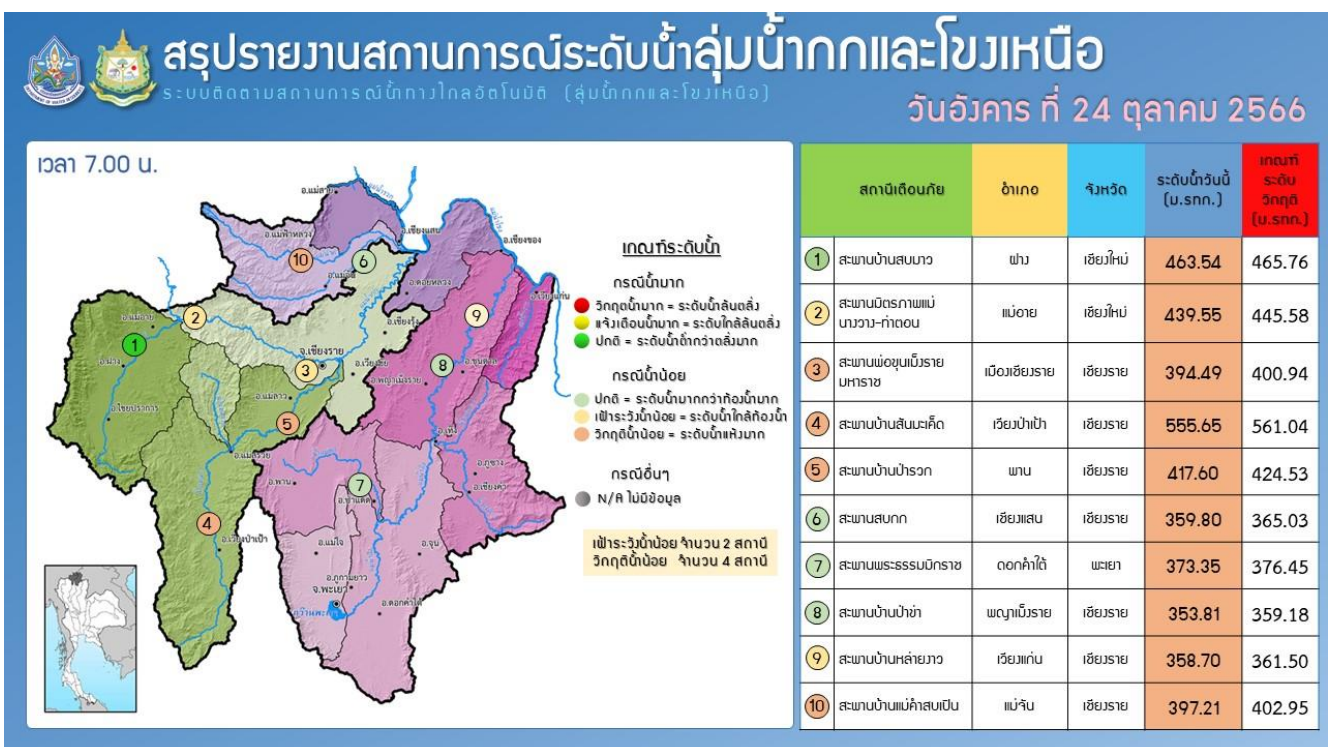 สรุปรายงานสถานการณ์ระดับน้ำลุ่มน้ำกกและโขงเหนือ
ระบบติดตามสถานการณ์น้ำทางไกลอัตโนมัติ (ลุ่มน้ำกกและโขงเหนือ)
วันอังคาร ที่ 24 ตุลาคม 2566
เวลา 7.00 น.
อ.แม่สาย
อ.แม่ฟ้าหลวง
อ.เชียงแสน
อ.เชียงของ
10
6
อ.แม่จัน
อ.ดอยหลวง
อ.เวียงแก่น
อ.แม่อาย
2
9
อ.เชียงรุ้ง
1
อ.ฝาง
จ.เชียงราย
3
อ.เวียงชัย
8
อ.ขุนตาล
อ.พญาเม็งราย
อ.ไชยปราการ
อ.แม่ลาว
5
อ.เทิง
อ.แม่สรวย
อ.ภูซาง
อ.เชียงคำ
อ.พาน
7
อ.ป่าแดด
4
อ.เวียงป่าเป้า
อ.แม่ใจ
อ.จุน
อ.ภูกามยาว
จ.พะเยา
กว๊านพะเยา
อ.ดอกคำใต้
เกณฑ์ระดับน้ำ
กรณีน้ำมาก
วิกฤตน้ำมาก = ระดับน้ำล้นตลิ่ง
แจ้งเตือนน้ำมาก = ระดับใกล้ล้นตลิ่ง
ปกติ = ระดับน้ำต่ำกว่าตลิ่งมาก
กรณีน้ำน้อย
ปกติ = ระดับน้ำมากกว่าท้องน้ำมาก
เฝ้าระวังน้ำน้อย = ระดับน้ำใกล้ท้องน้ำ
วิกฤติน้ำน้อย = ระดับน้ำแห้งมาก
กรณีอื่นๆ
N/A ไม่มีข้อมูล
เฝ้าระวังน้ำน้อย จำนวน 2 สถานี
วิกฤติน้ำน้อย จำนวน 4 สถานี
สถานีเตือนภัย อำเภอ จังหวัด ระดับน้ำวันนี้ (ม.รทก.) เกณฑ์ระดับวิกฤติ (ม.รทก.)
1 สะพานบ้านสบมาว ฝาง เชียงใหม่ 463.54 465.76
2 สะพานมิตรภาพแม่นางวาง-ท่าตอน แม่อาย เชียงใหม่ 439.55 445.58
3 สะพานพ่อขุนเม็งรายมหาราช เมืองเชียงราย เชียงราย 394.49 400.94
4 สะพานบ้านสันมะเค็ด เวียงป่าเป้า เชียงราย 555.65 561.04
5 สะพานบ้านป่ารวก พาน เชียงราย 417.60 424.53
6 สะพานสบกก เชียงแสน เชียงราย 359.80 365.03
7 สะพานพระธรรมมิกราช ดอกคำใต้ พะเยา 373.35 376.45
8 สะพานบ้านป่าข่า พญาเม็งราย เชียงราย 353.81 359.18
9 สะพานบ้านหล่ายงาว เวียงแก่น เชียงราย 358.70 361.50
10 สะพานบ้านแม่คำสบเปิน แม่จัน เชียงราย 397.21 402.95